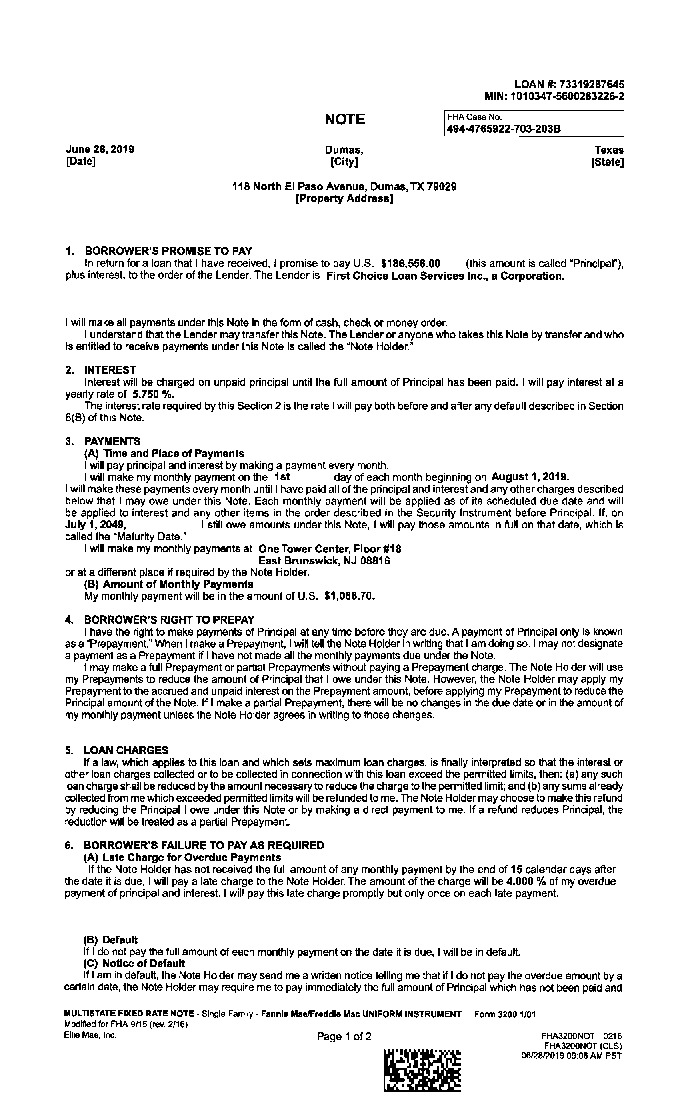 LOAN #: 73319287645
MIN: 1010347-5600283226-2
NOTE
FHA Case No.
494-4765922-703-203B
June 28, 2019
[Date]
Dumas,
[City]
Texas
[State]
118 North El Paso Avenue, Dumas, TX 79029
[Property Address]
1. BORROWER'S PROMISE TO PAY
In return for a loan that I have received, I promise to pay U.S. $186,556.00 (this amount is called "Principal"),
plus interest, to the order of the Lender. The Lender is First Choice Loan Services Inc., a Corporation.
I will make all payments under this Note in the form of cash, check or money order.
I understand that the Lender may transfer this Note. The Lender or anyone who takes this Note by transfer and who
is entitled to receive payments under this Note is called the "Note Holder."
2. INTEREST
Interest will be charged on unpaid principal until the full amount of Principal has been paid. I will pay interest at a
yearly rate of 5.750 %.
The interest rate required by this Section 2 is the rate I will pay both before and after any default described in Section
6(B) of this Note.
3. PAYMENTS
(A) Time and Place of Payments
I will pay principal and interest by making a payment every month.
I will make my monthly payment on the 1st day of each month beginning on August 1, 2019.
I will make these payments every month until I have paid all of the principal and interest and any other charges described
below that I may owe under this Note. Each monthly payment will be applied as of its scheduled due date and will
be applied to interest and any other items in the order described in the Security Instrument before Principal. If, on
July 1, 2049, I still owe amounts under this Note, I will pay those amounts in full on that date, which is
called the "Maturity Date."
I will make my monthly payments at One Tower Center, Floor #18
East Brunswick, NJ 08816
or at a different place if required by the Note Holder.
(B) Amount of Monthly Payments
My monthly payment will be in the amount of U.S. $1,088.70.
4. BORROWER'S RIGHT TO PREPAY
I have the right to make payments of Principal at any time before they are due. A payment of Principal only is known
as a "Prepayment." When I make a Prepayment, I will tell the Note Holder in writing that I am doing so. I may not designate
a payment as a Prepayment if I have not made all the monthly payments due under the Note.
I may make a full Prepayment or partial Prepayments without paying a Prepayment charge. The Note Holder will use
my Prepayments to reduce the amount of Principal that I owe under this Note. However, the Note Holder may apply my
Prepayment to the accrued and unpaid interest on the Prepayment amount, before applying my Prepayment to reduce the
Principal amount of the Note. If I make a partial Prepayment, there will be no changes in the due date or in the amount of
my monthly payment unless the Note Holder agrees in writing to those changes.
5. LOAN CHARGES
If a law, which applies to this loan and which sets maximum loan charges, is finally interpreted so that the interest or
other loan charges collected or to be collected in connection with this loan exceed the permitted limits, then: (a) any such
loan charge shall be reduced by the amount necessary to reduce the charge to the permitted limit; and (b) any sums already
collected from me which exceeded permitted limits will be refunded to me. The Note Holder may choose to make this refund
by reducing the Principal I owe under this Note or by making a direct payment to me. If a refund reduces Principal, the
reduction will be treated as a partial Prepayment.
6. BORROWER'S FAILURE TO PAY AS REQUIRED
(A) Late Charge for Overdue Payments
If the Note Holder has not received the full amount of any monthly payment by the end of 15 calendar days after
the date it is due, I will pay a late charge to the Note Holder. The amount of the charge will be 4.000 % of my overdue
payment of principal and interest. I will pay this late charge promptly but only once on each late payment.
(B) Default
If I do not pay the full amount of each monthly payment on the date it is due, I will be in default.
(C) Notice of Default
If I am in default, the Note Holder may send me a written notice telling me that if I do not pay the overdue amount by a
certain date, the Note Holder may require me to pay immediately the full amount of Principal which has not been paid and
MULTISTATE FIXED RATE NOTE - Single Family - Fannie Mae/Freddie Mac UNIFORM INSTRUMENT Form 3200 1/01
Modified for FHA 9/15 (rev. 2/16)
Ellie Mae, Inc.
Page 1 of 2
FHA3200NOT 0216
FHA3200NOT (CLS)
06/28/2019 09:08 AM PST